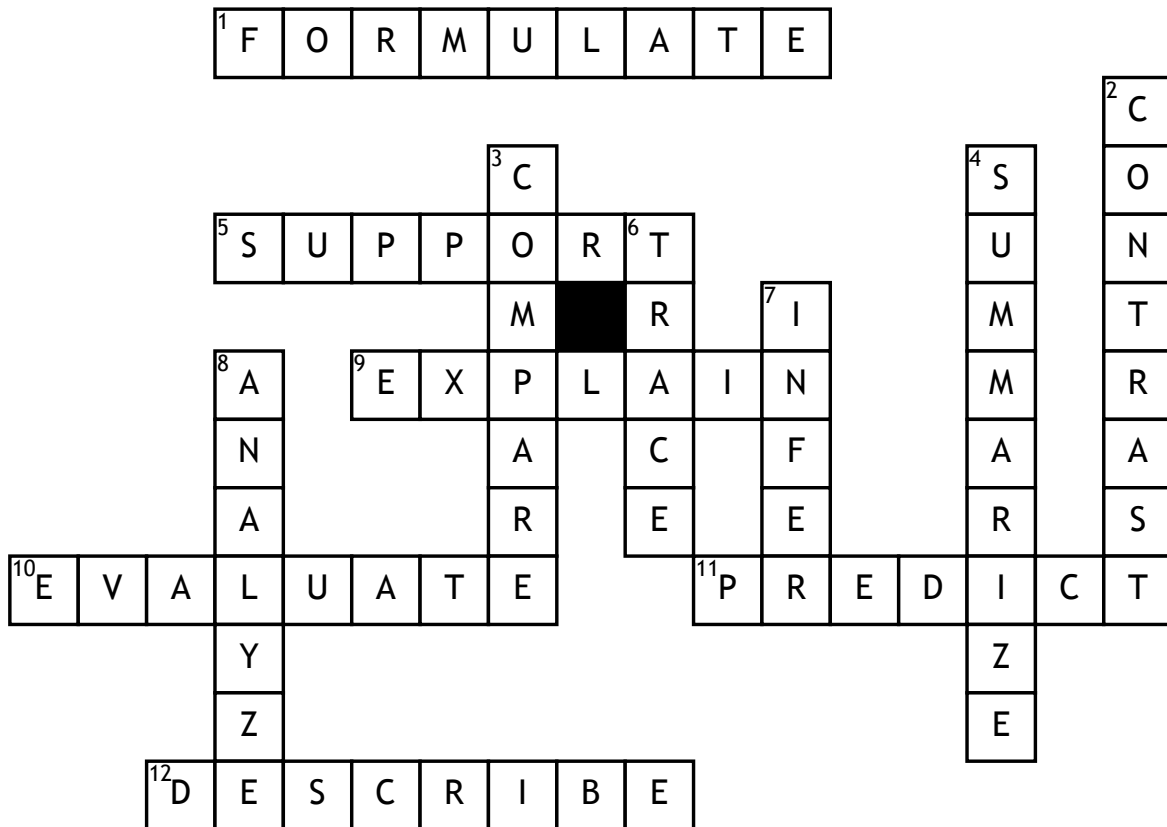 1 F O R M U L A T E
2 C
3 C 4 S O
5 S U P P O R 6 T U N
M R 7 I M T
8 A 9 E X P L A I N M R
N A C F A A
A R E E R S
10 E V A L U A T E 11 P R E D I C T
Y Z
Z E
12 D E S C R I B E